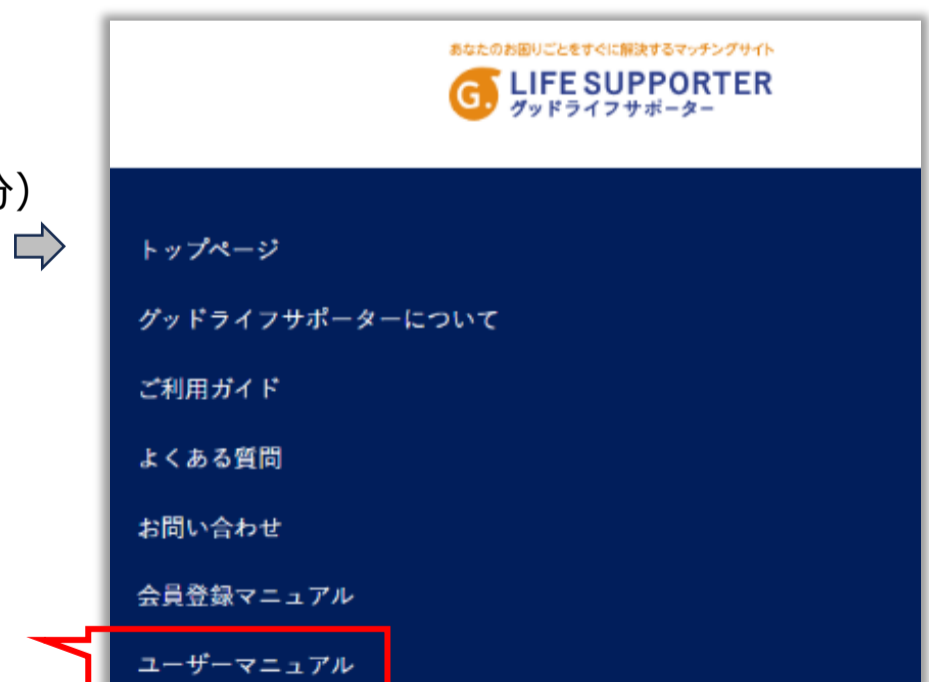 あなたのお困りごとをすぐに解決するマッチングサイト
G. LIFE SUPPORTER
グッドライフサポーター
分）
トップページ
グッドライフサポーターについて
ご利用ガイド
よくある質問
お問い合わせ
会員登録マニュアル
ユーザーマニュアル